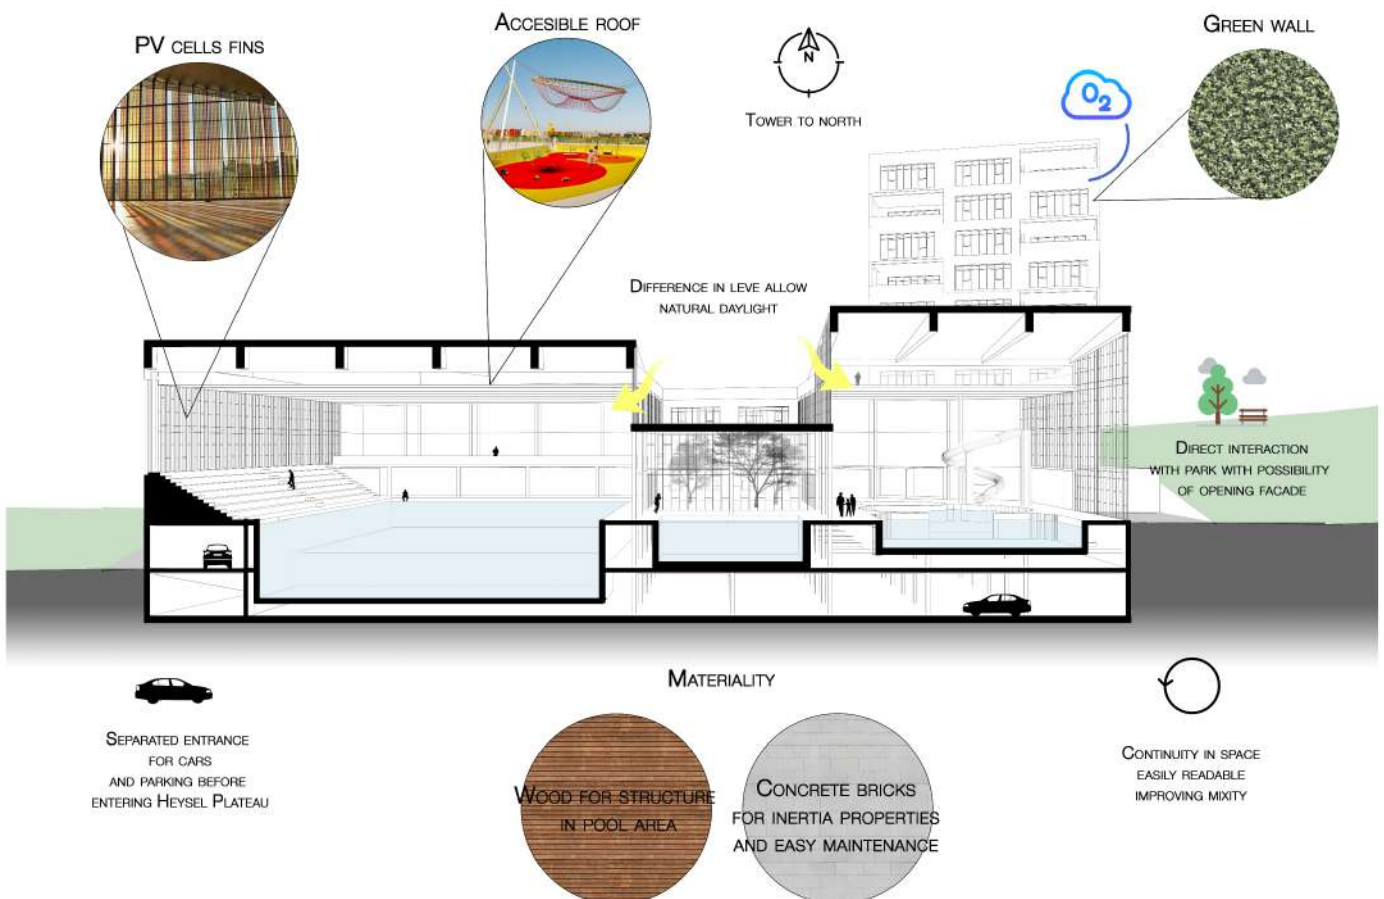 PV CELLS FINS
ACCESIBLE ROOF
N
TOWER TO NORTH
O2
GREEN WALL
DIFFERENCE IN LEVE ALLOW
NATURAL DAYLIGHT
DIRECT INTERACTION
WITH PARK WITH POSSIBILITY
OF OPENING FACADE
SEPARATED ENTRANCE
FOR CARS
AND PARKING BEFORE
ENTERING HEYSEL PLATEAU
MATERIALITY
WOOD FOR STRUCTURE
IN POOL AREA
CONCRETE BRICKS
FOR INERTIA PROPERTIES
AND EASY MAINTENANCE
CONTINUITY IN SPACE
EASILY READABLE
IMPROVING MIXITY